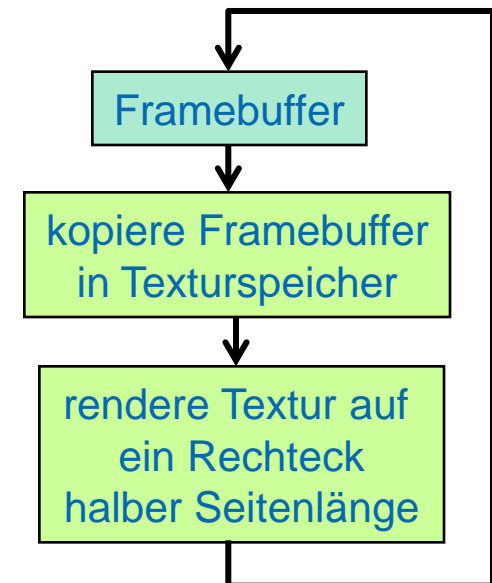 Framebuffer
kopiere Framebuffer
in Texturspeicher
rendere Textur auf
ein Rechteck
halber Seitenlänge